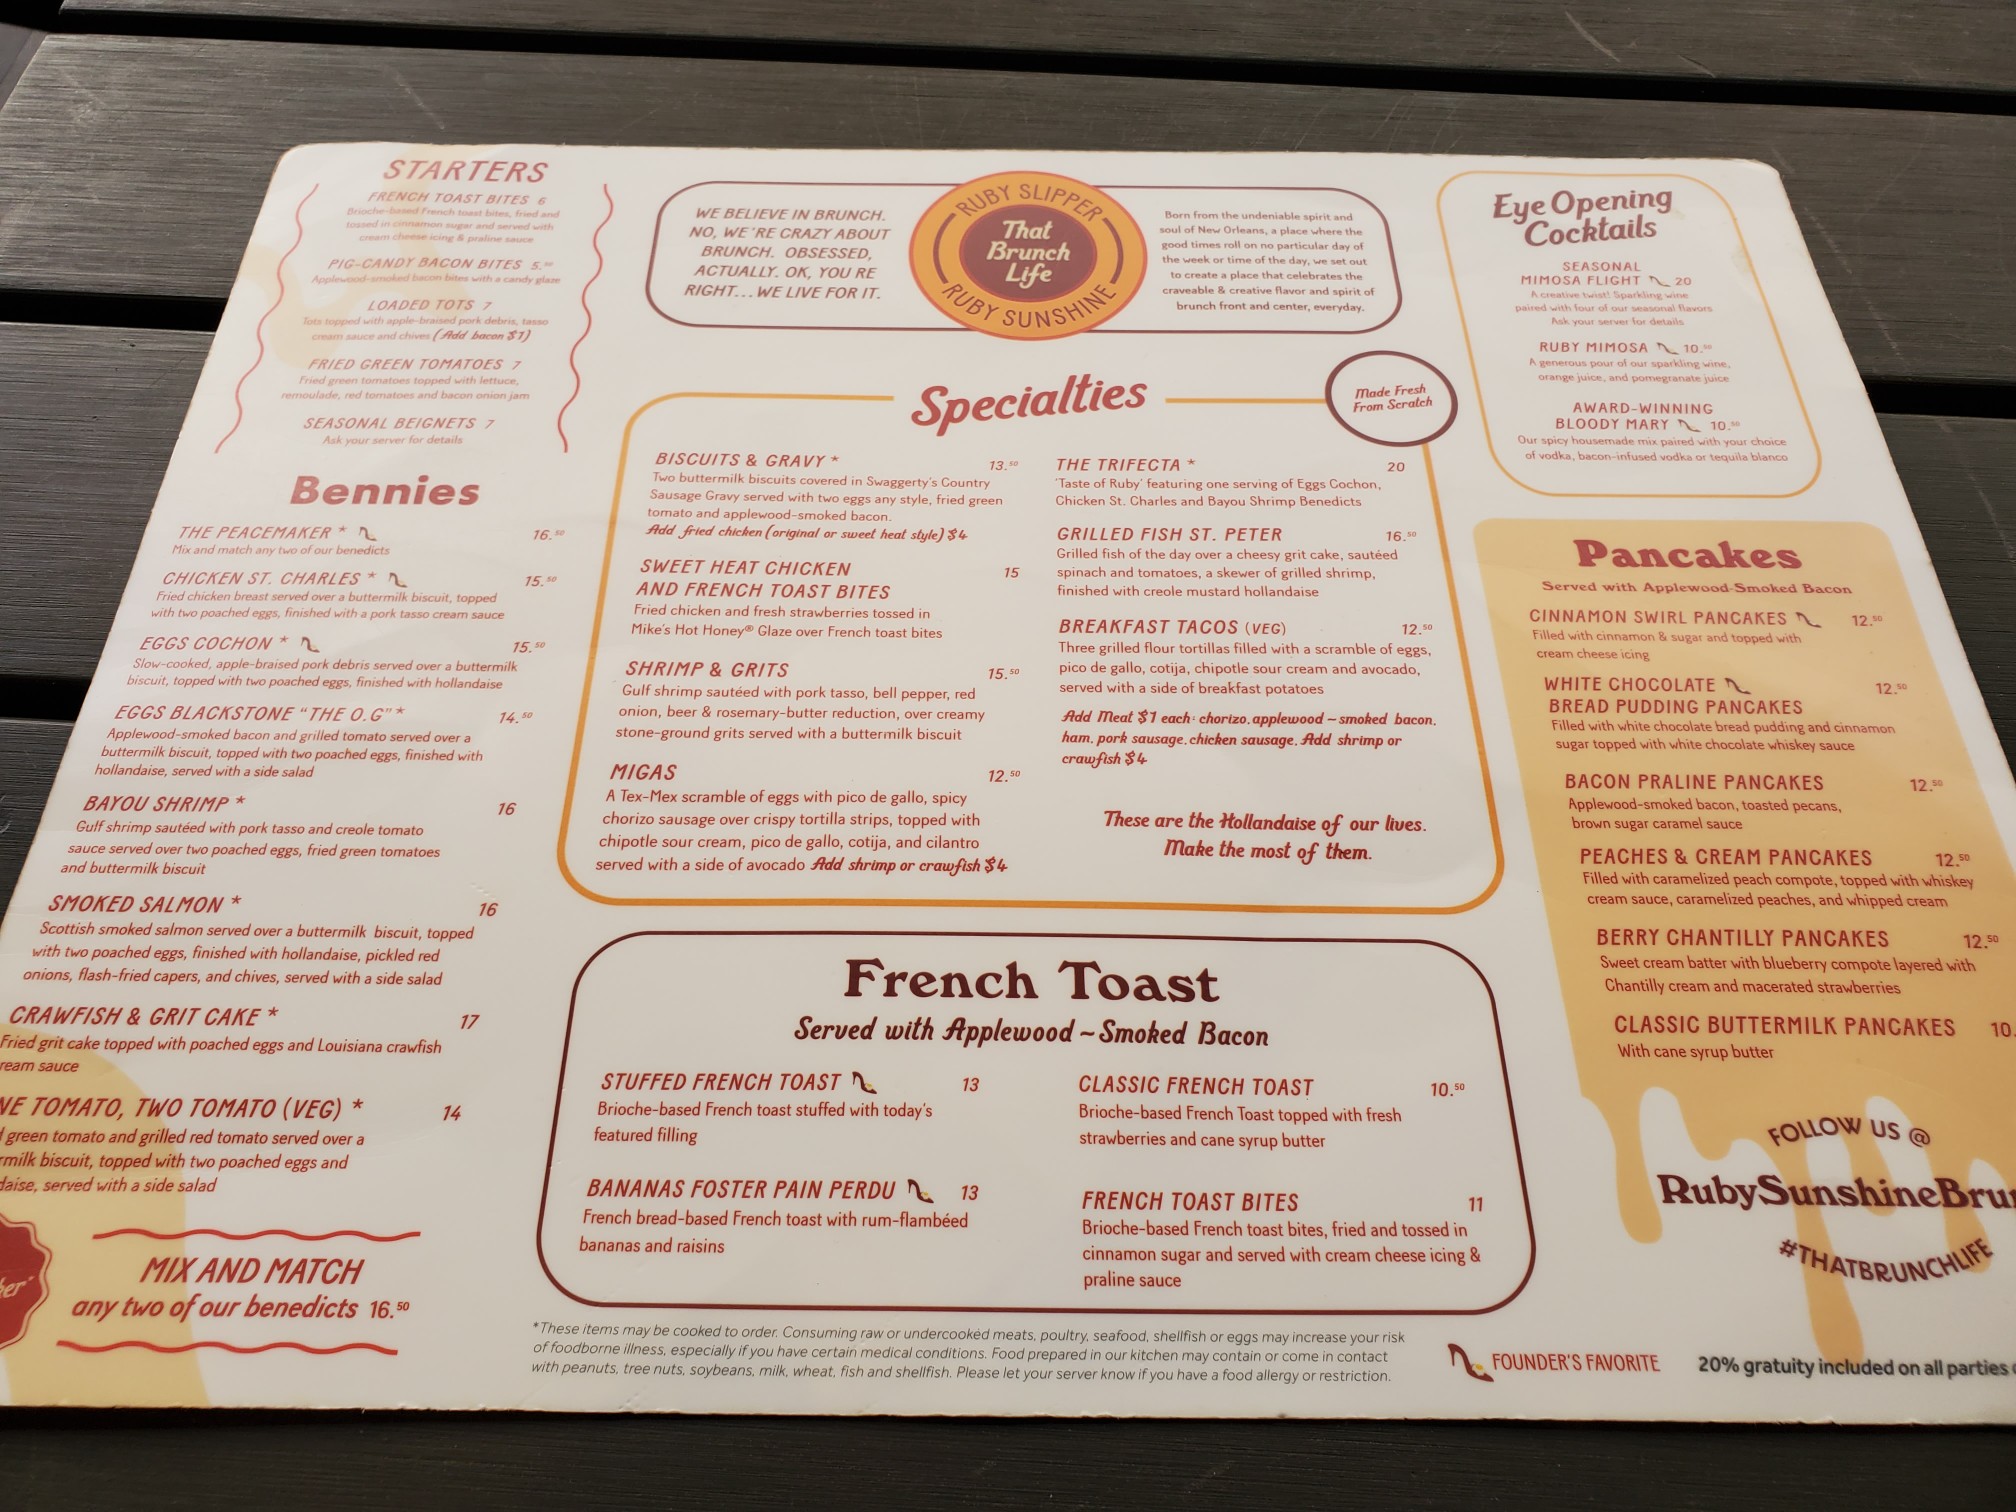 STARTERS
FRENCH TOAST BITES 6
Brioche-based French toast bites, fried and
tossed in cinnamon sugar and served with
cream cheese icing & praline sauce
PIG-CANDY BACON BITES 5.50
Applewood-smoked bacon bites with a candy glaze
LOADED TOTS 7
Tots topped with apple-braised pork debris, tasso
cream sauce and chives (Add bacon $1)
FRIED GREEN TOMATOES 7
Fried green tomatoes topped with lettuce,
remoulade, red tomatoes and bacon onion jam
SEASONAL BEIGNETS 7
Ask your server for details
Bennies
THE PEACEMAKER * 16.50
Mix and match any two of our benedicts
CHICKEN ST. CHARLES * 15.50
Fried chicken breast served over a buttermilk biscuit, topped
with two poached eggs, finished with a pork tasso cream sauce
EGGS COCHON * 15.50
Slow-cooked, apple-braised pork debris served over a buttermilk
biscuit, topped with two poached eggs, finished with hollandaise
EGGS BLACKSTONE "THE O.G" * 14.50
Applewood-smoked bacon and grilled tomato served over a
buttermilk biscuit, topped with two poached eggs, finished with
hollandaise, served with a side salad
BAYOU SHRIMP * 16
Gulf shrimp sautéed with pork tasso and creole tomato
sauce served over two poached eggs, fried green tomatoes
and buttermilk biscuit
SMOKED SALMON * 16
Scottish smoked salmon served over a buttermilk biscuit, topped
with two poached eggs, finished with hollandaise, pickled red
onions, flash-fried capers, and chives, served with a side salad
CRAWFISH & GRIT CAKE * 17
Fried grit cake topped with poached eggs and Louisiana crawfish
ream sauce
NE TOMATO, TWO TOMATO (VEG) * 14
green tomato and grilled red tomato served over a
rmilk biscuit, topped with two poached eggs and
daise, served with a side salad
MIX AND MATCH
any two of our benedicts 16.50
WE BELIEVE IN BRUNCH.
NO, WE'RE CRAZY ABOUT
BRUNCH. OBSESSED,
ACTUALLY. OK, YOU RE
RIGHT... WE LIVE FOR IT.
RUBY SLIPPER
That
Brunch
Life
RUBY SUNSHINE
Born from the undeniable spirit and
soul of New Orleans, a place where the
good times roll on no particular day of
the week or time of the day, we set out
to create a place that celebrates the
craveable & creative flavor and spirit of
brunch front and center, everyday.
Specialties
Made Fresh
From Scratch
BISCUITS & GRAVY * 13.50
Two buttermilk biscuits covered in Swaggerty's Country
Sausage Gravy served with two eggs any style, fried green
tomato and applewood-smoked bacon.
Add fried chicken (original or sweet heat style) $4
SWEET HEAT CHICKEN
AND FRENCH TOAST BITES 15
Fried chicken and fresh strawberries tossed in
Mike's Hot Honey® Glaze over French toast bites
SHRIMP & GRITS 15.50
Gulf shrimp sautéed with pork tasso, bell pepper, red
onion, beer & rosemary-butter reduction, over creamy
stone-ground grits served with a buttermilk biscuit
MIGAS 12.50
A Tex-Mex scramble of eggs with pico de gallo, spicy
chorizo sausage over crispy tortilla strips, topped with
chipotle sour cream, pico de gallo, cotija, and cilantro
served with a side of avocado Add shrimp or crawfish $4
THE TRIFECTA * 20
'Taste of Ruby' featuring one serving of Eggs Cochon,
Chicken St. Charles and Bayou Shrimp Benedicts
GRILLED FISH ST. PETER 16.50
Grilled fish of the day over a cheesy grit cake, sautéed
spinach and tomatoes, a skewer of grilled shrimp,
finished with creole mustard hollandaise
BREAKFAST TACOS (VEG) 12.50
Three grilled flour tortillas filled with a scramble of eggs,
pico de gallo, cotija, chipotle sour cream and avocado,
served with a side of breakfast potatoes
Add Meat $1 each: chorizo, applewood~smoked bacon,
ham, pork sausage, chicken sausage, Add shrimp or
crawfish $4
These are the Hollandaise of our lives.
Make the most of them.
French Toast
Served with Applewood~Smoked Bacon
STUFFED FRENCH TOAST 13
Brioche-based French toast stuffed with today's
featured filling
BANANAS FOSTER PAIN PERDU 13
French bread-based French toast with rum-flambéed
bananas and raisins
CLASSIC FRENCH TOAST 10.50
Brioche-based French Toast topped with fresh
strawberries and cane syrup butter
FRENCH TOAST BITES 11
Brioche-based French toast bites, fried and tossed in
cinnamon sugar and served with cream cheese icing &
praline sauce
*These items may be cooked to order. Consuming raw or undercooked meats, poultry, seafood, shellfish or eggs may increase your risk
of foodborne illness, especially if you have certain medical conditions. Food prepared in our kitchen may contain or come in contact
with peanuts, tree nuts, soybeans, milk, wheat, fish and shellfish. Please let your server know if you have a food allergy or restriction.
Eye Opening
Cocktails
SEASONAL
MIMOSA FLIGHT 20
A creative twist! Sparkling wine
paired with four of our seasonal flavors
Ask your server for details
RUBY MIMOSA 10.50
A generous pour of our sparkling wine,
orange juice, and pomegranate juice
AWARD-WINNING
BLOODY MARY 10.50
Our spicy housemade mix paired with your choice
of vodka, bacon-infused vodka or tequila blanco
Pancakes
Served with Applewood-Smoked Bacon
CINNAMON SWIRL PANCAKES 12.50
Filled with cinnamon & sugar and topped with
cream cheese icing
WHITE CHOCOLATE
BREAD PUDDING PANCAKES 12.50
Filled with white chocolate bread pudding and cinnamon
sugar topped with white chocolate whiskey sauce
BACON PRALINE PANCAKES 12.50
Applewood-smoked bacon, toasted pecans,
brown sugar caramel sauce
PEACHES & CREAM PANCAKES 12.50
Filled with caramelized peach compote, topped with whiskey
cream sauce, caramelized peaches, and whipped cream
BERRY CHANTILLY PANCAKES 12.50
Sweet cream batter with blueberry compote layered with
Chantilly cream and macerated strawberries
CLASSIC BUTTERMILK PANCAKES 10.
With cane syrup butter
FOLLOW US @
RubySunshineBru
#THATBRUNCHLIFE
FOUNDER'S FAVORITE
20% gratuity included on all parties